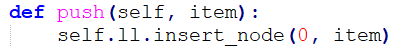 def push(self, item):
    self.ll.insert_node(0, item)